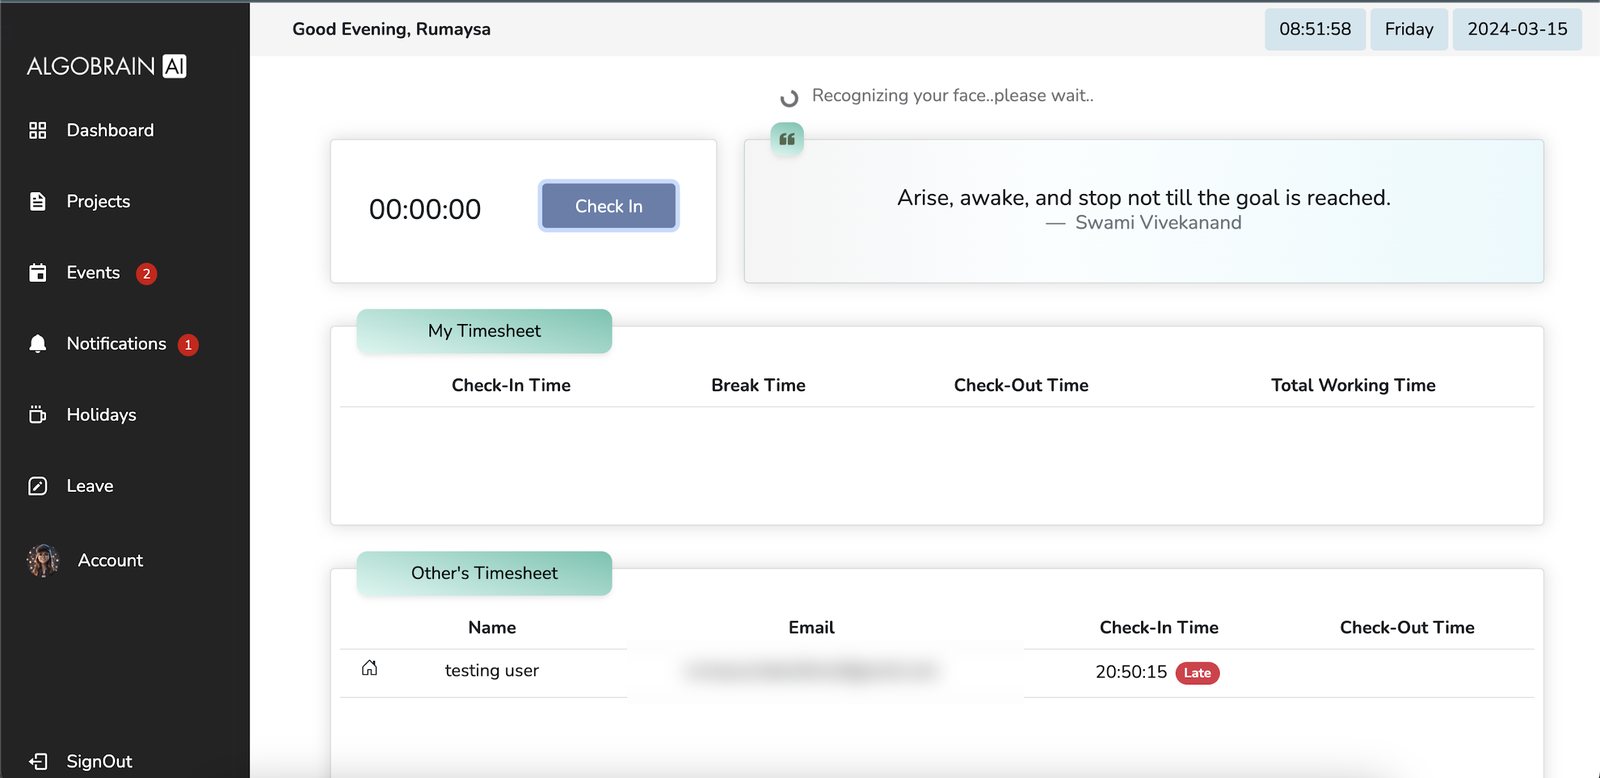 Good Evening, Rumaysa
08:51:58
Friday
2024-03-15
ALGOBRAIN AI
Dashboard
Projects
Events 2
Notifications 1
Holidays
Leave
Account
SignOut
Recognizing your face..please wait..
00:00:00
Check In
Arise, awake, and stop not till the goal is reached.
— Swami Vivekanand
My Timesheet
Check-In Time Break Time Check-Out Time Total Working Time
Other's Timesheet
Name Email Check-In Time Check-Out Time
testing user 20:50:15 Late